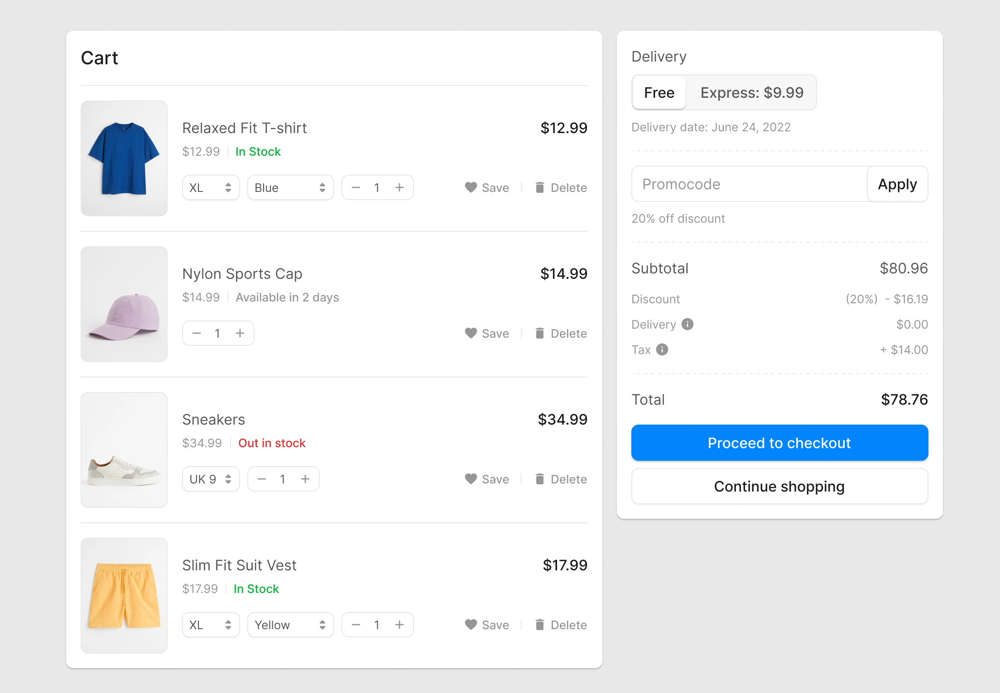 Cart
Relaxed Fit T-shirt $12.99
$12.99 In Stock
XL Blue 1 Save Delete
Nylon Sports Cap $14.99
$14.99 Available in 2 days
1 Save Delete
Sneakers $34.99
$34.99 Out in stock
UK 9 1 Save Delete
Slim Fit Suit Vest $17.99
$17.99 In Stock
XL Yellow 1 Save Delete
Delivery
Free Express: $9.99
Delivery date: June 24, 2022
Promocode Apply
20% off discount
Subtotal $80.96
Discount (20%) - $16.19
Delivery $0.00
Tax + $14.00
Total $78.76
Proceed to checkout
Continue shopping